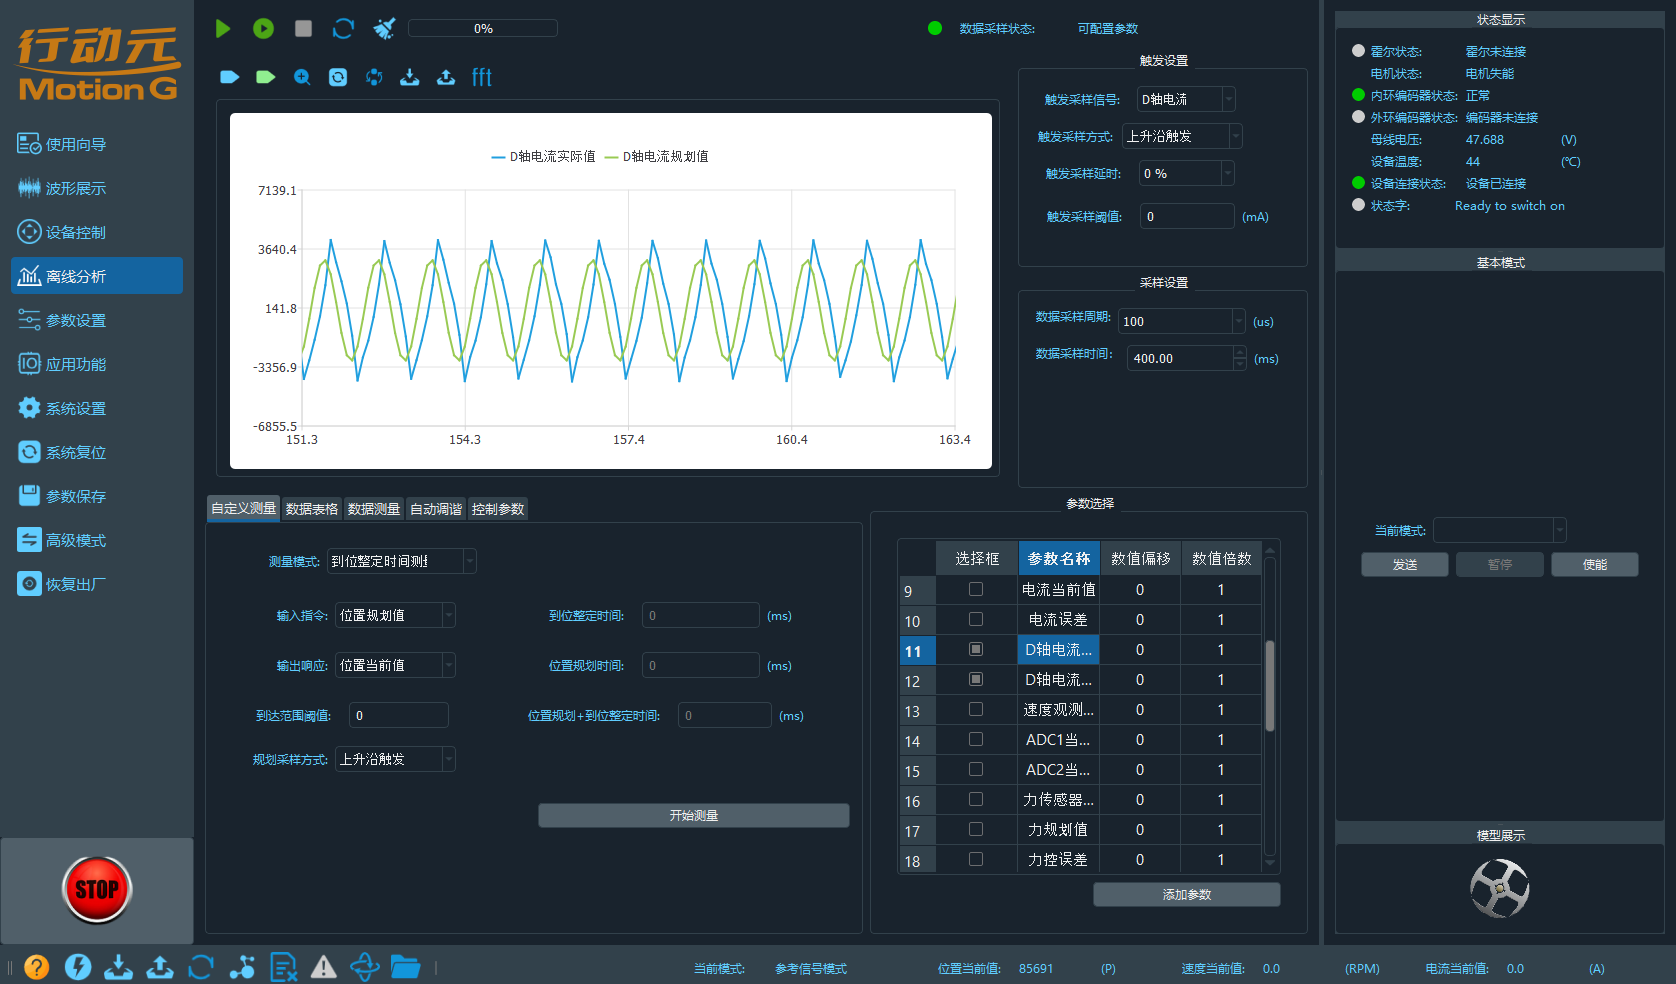 行动元
Motion G
使用向导
波形展示
设备控制
离线分析
参数设置
应用功能
系统设置
系统复位
参数保存
高级模式
恢复出厂
STOP
0%
数据采样状态: 可配置参数
fft
D轴电流实际值 D轴电流规划值
7139.1
3640.4
141.8
-3356.9
-6855.5
151.3 154.3 157.4 160.4 163.4
触发设置
触发采样信号: D轴电流
触发采样方式: 上升沿触发
触发采样延时: 0 %
触发采样阈值: 0 (mA)
采样设置
数据采样周期: 100 (us)
数据采样时间: 400.00 (ms)
自定义测量 数据表格 数据测量 自动调谐 控制参数
测量模式: 到位整定时间测量
输入指令: 位置规划值 到位整定时间: 0 (ms)
输出响应: 位置当前值 位置规划时间: 0 (ms)
到达范围阈值: 0 位置规划+到位整定时间: 0 (ms)
规划采样方式: 上升沿触发
开始测量
参数选择
选择框 参数名称 数值偏移 数值倍数
9 电流当前值 0 1
10 电流误差 0 1
11 D轴电流... 0 1
12 D轴电流... 0 1
13 速度观测... 0 1
14 ADC1当... 0 1
15 ADC2当... 0 1
16 力传感器... 0 1
17 力规划值 0 1
18 力控误差 0 1
添加参数
状态显示
霍尔状态: 霍尔未连接
电机状态: 电机失能
内环编码器状态: 正常
外环编码器状态: 编码器未连接
母线电压: 47.688 (V)
设备温度: 44 (℃)
设备连接状态: 设备已连接
状态字: Ready to switch on
基本模式
当前模式:
发送 暂停 使能
模型展示
当前模式: 参考信号模式 位置当前值: 85691 (P) 速度当前值: 0.0 (RPM) 电流当前值: 0.0 (A)